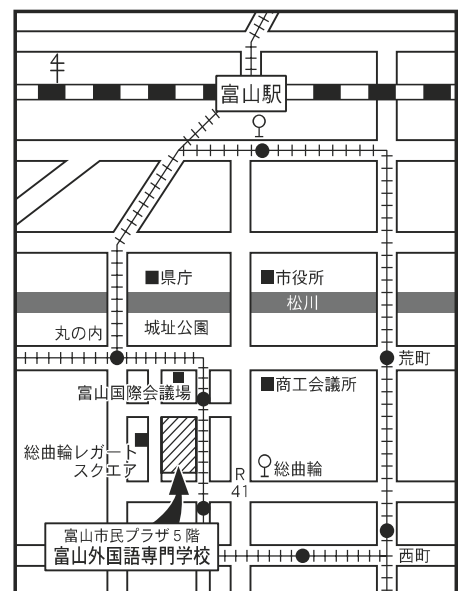 富山駅
県庁
市役所
松川
城址公園
丸の内
荒町
富山国際会議場
商工会議所
総曲輪レガート
スクエア
総曲輪
R
41
富山市民プラザ5階
富山外国語専門学校
西町